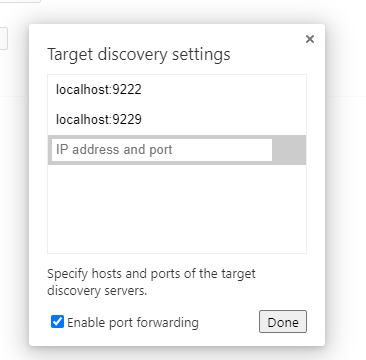 Target discovery settings
localhost:9222
localhost:9229
IP address and port
Specify hosts and ports of the target
discovery servers.
Enable port forwarding
Done